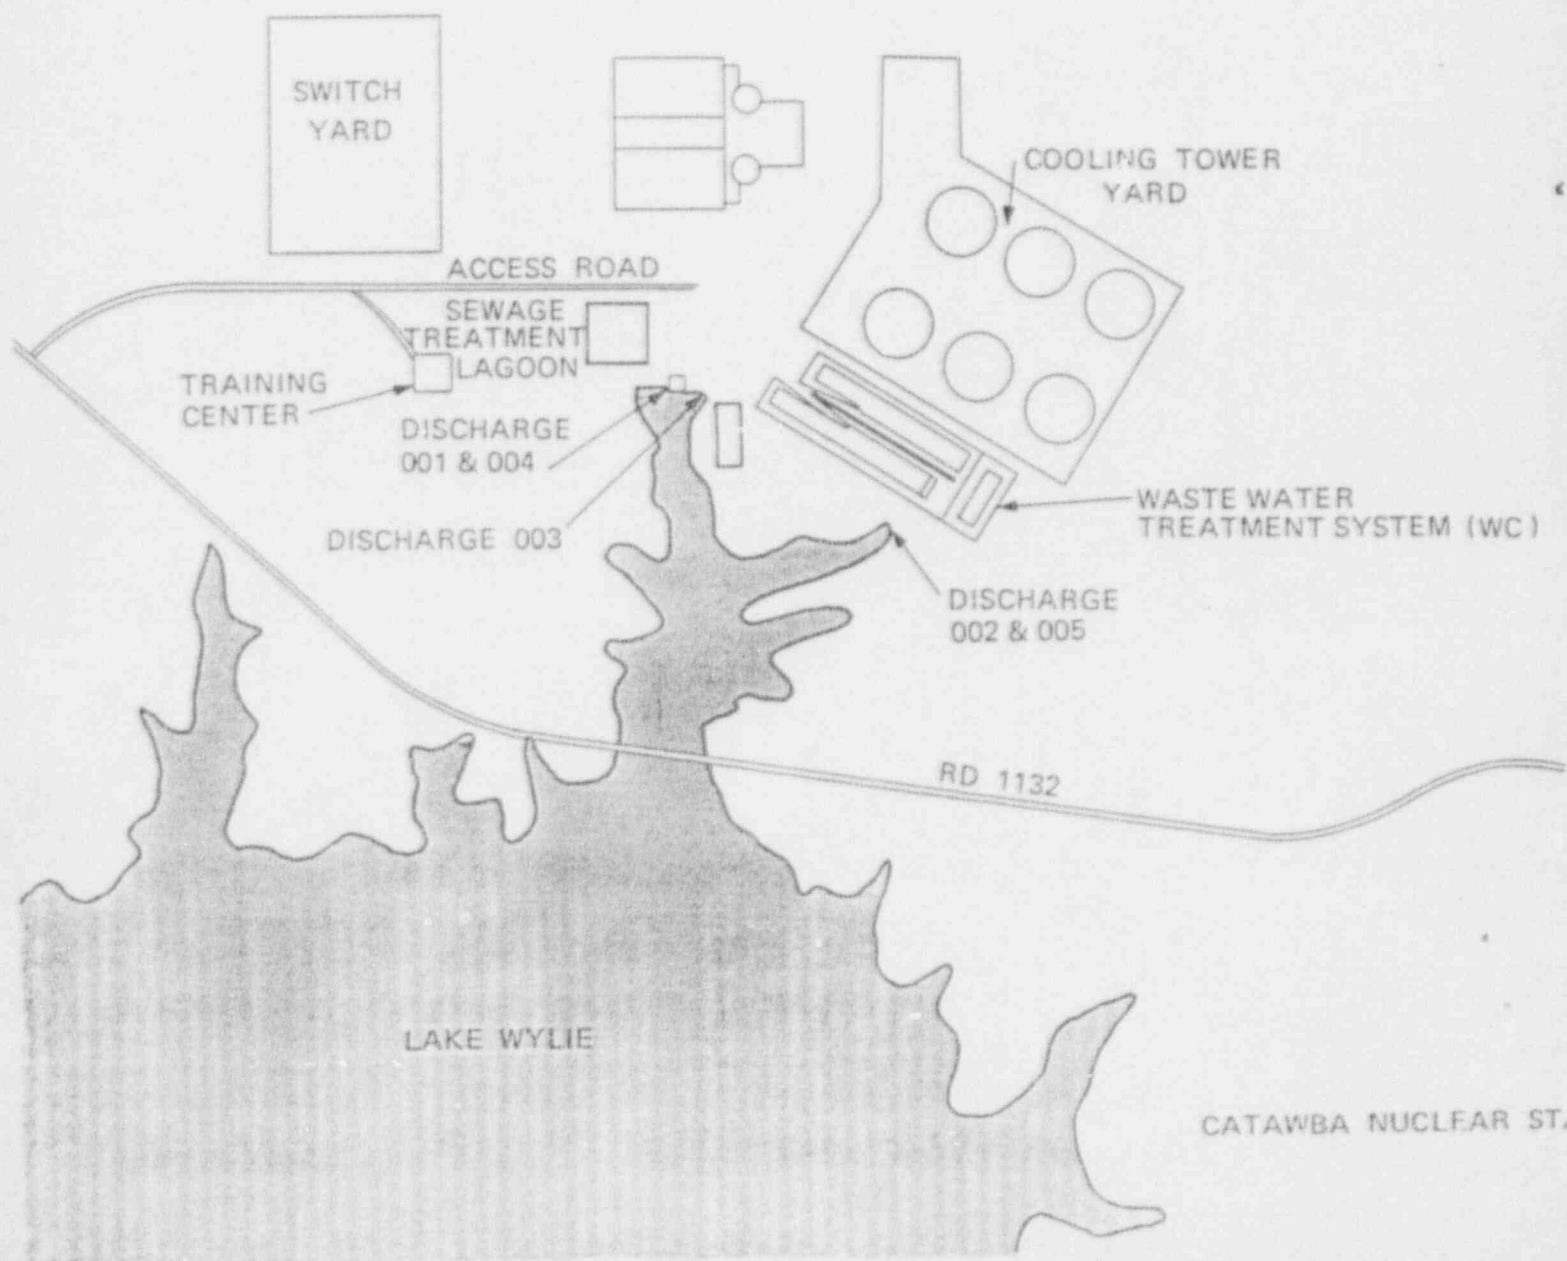 SWITCH
YARD
COOLING TOWER
YARD
ACCESS ROAD
SEWAGE
TREATMENT
LAGOON
TRAINING
CENTER
DISCHARGE
001 & 004
DISCHARGE 003
WASTE WATER
TREATMENT SYSTEM (WC)
DISCHARGE
002 & 005
RD 1132
LAKE WYLIE
CATAWBA NUCLEAR STA